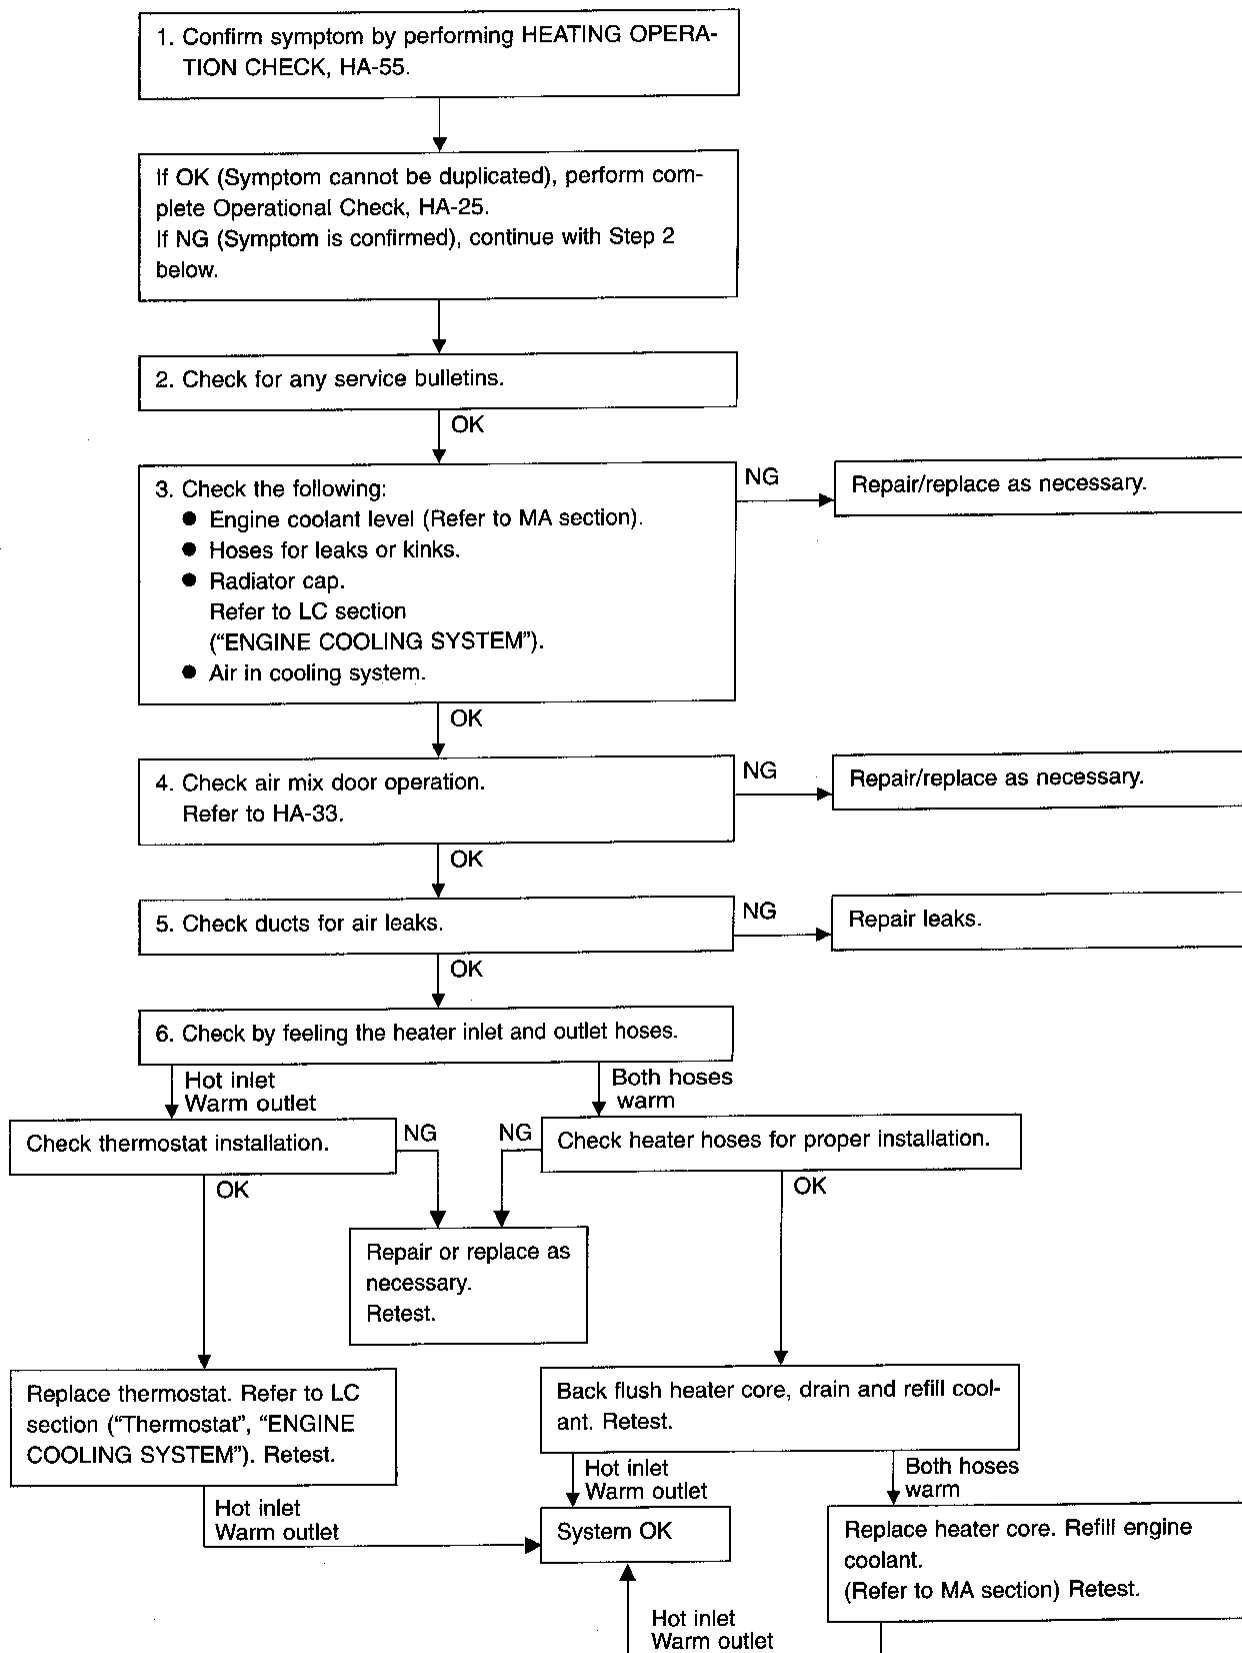 1. Confirm symptom by performing HEATING OPERA-
TION CHECK, HA-55.
If OK (Symptom cannot be duplicated), perform com-
plete Operational Check, HA-25.
If NG (Symptom is confirmed), continue with Step 2
below.
2. Check for any service bulletins.
OK
3. Check the following:
● Engine coolant level (Refer to MA section).
● Hoses for leaks or kinks.
● Radiator cap.
Refer to LC section
(“ENGINE COOLING SYSTEM”).
● Air in cooling system.
NG
Repair/replace as necessary.
OK
4. Check air mix door operation.
Refer to HA-33.
NG
Repair/replace as necessary.
OK
5. Check ducts for air leaks.
NG
Repair leaks.
OK
6. Check by feeling the heater inlet and outlet hoses.
Hot inlet
Warm outlet
Both hoses
warm
Check thermostat installation.
NG
NG
Check heater hoses for proper installation.
OK
OK
Repair or replace as
necessary.
Retest.
Replace thermostat. Refer to LC
section (“Thermostat”, “ENGINE
COOLING SYSTEM”). Retest.
Back flush heater core, drain and refill cool-
ant. Retest.
Hot inlet
Warm outlet
Both hoses
warm
Hot inlet
Warm outlet
System OK
Replace heater core. Refill engine
coolant.
(Refer to MA section) Retest.
Hot inlet
Warm outlet